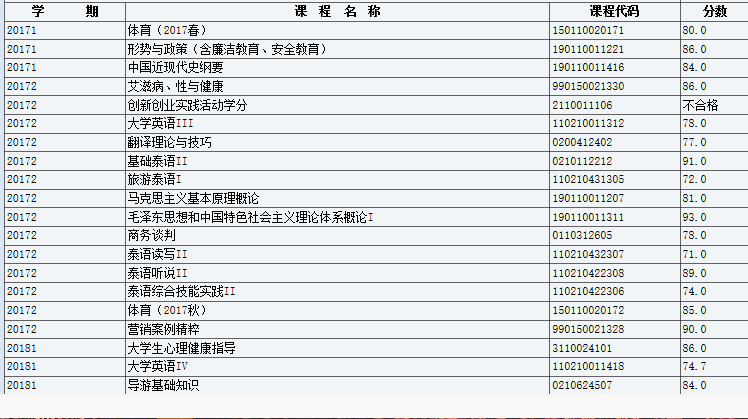 学 期 课 程 名 称 课程代码 分数
20171 体育（2017春） 150110020171 80.0
20171 形势与政策（含廉洁教育、安全教育） 190110011221 86.0
20171 中国近现代史纲要 190110011416 84.0
20172 艾滋病、性与健康 990150021330 86.0
20172 创新创业实践活动学分 2110011106 不合格
20172 大学英语III 110210011312 78.0
20172 翻译理论与技巧 0200412402 77.0
20172 基础泰语II 0210112212 91.0
20172 旅游泰语I 110210431305 72.0
20172 马克思主义基本原理概论 190110011207 81.0
20172 毛泽东思想和中国特色社会主义理论体系概论I 190110011311 93.0
20172 商务谈判 0110312605 78.0
20172 泰语读写II 110210432307 71.0
20172 泰语听说II 110210422308 89.0
20172 泰语综合技能实践II 110210422306 74.0
20172 体育（2017秋） 150110020172 85.0
20172 营销案例精粹 990150021328 90.0
20181 大学生心理健康指导 3110024101 86.0
20181 大学英语IV 110210011418 74.7
20181 导游基础知识 0210624507 84.0